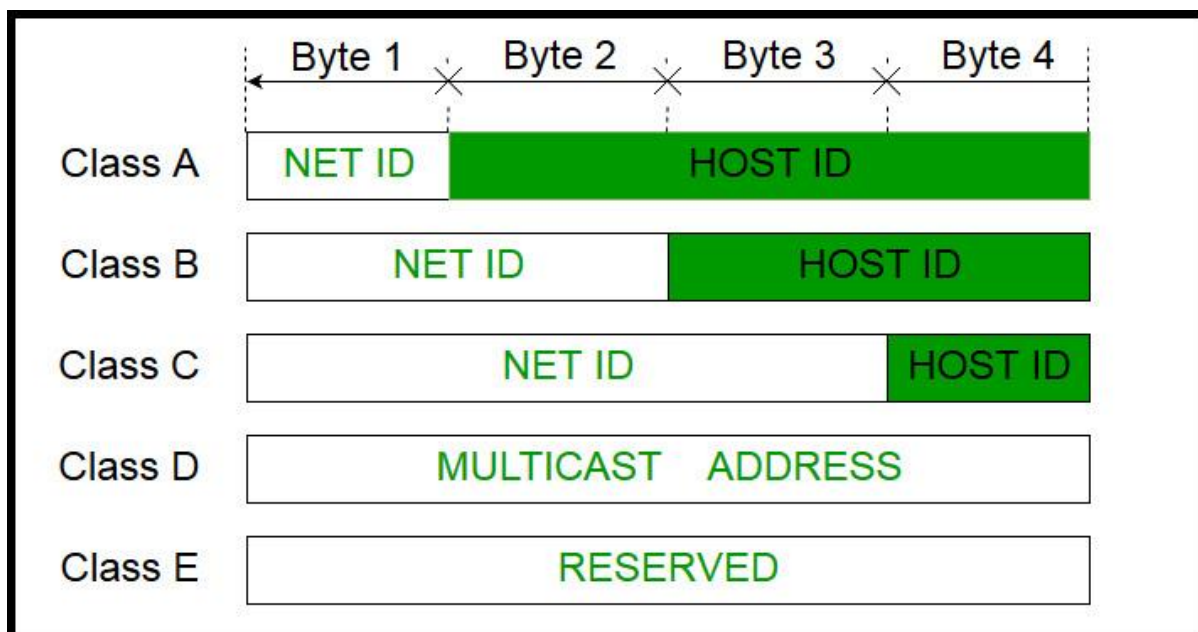 Byte 1 Byte 2 Byte 3 Byte 4
Class A NET ID HOST ID
Class B NET ID HOST ID
Class C NET ID HOST ID
Class D MULTICAST ADDRESS
Class E RESERVED